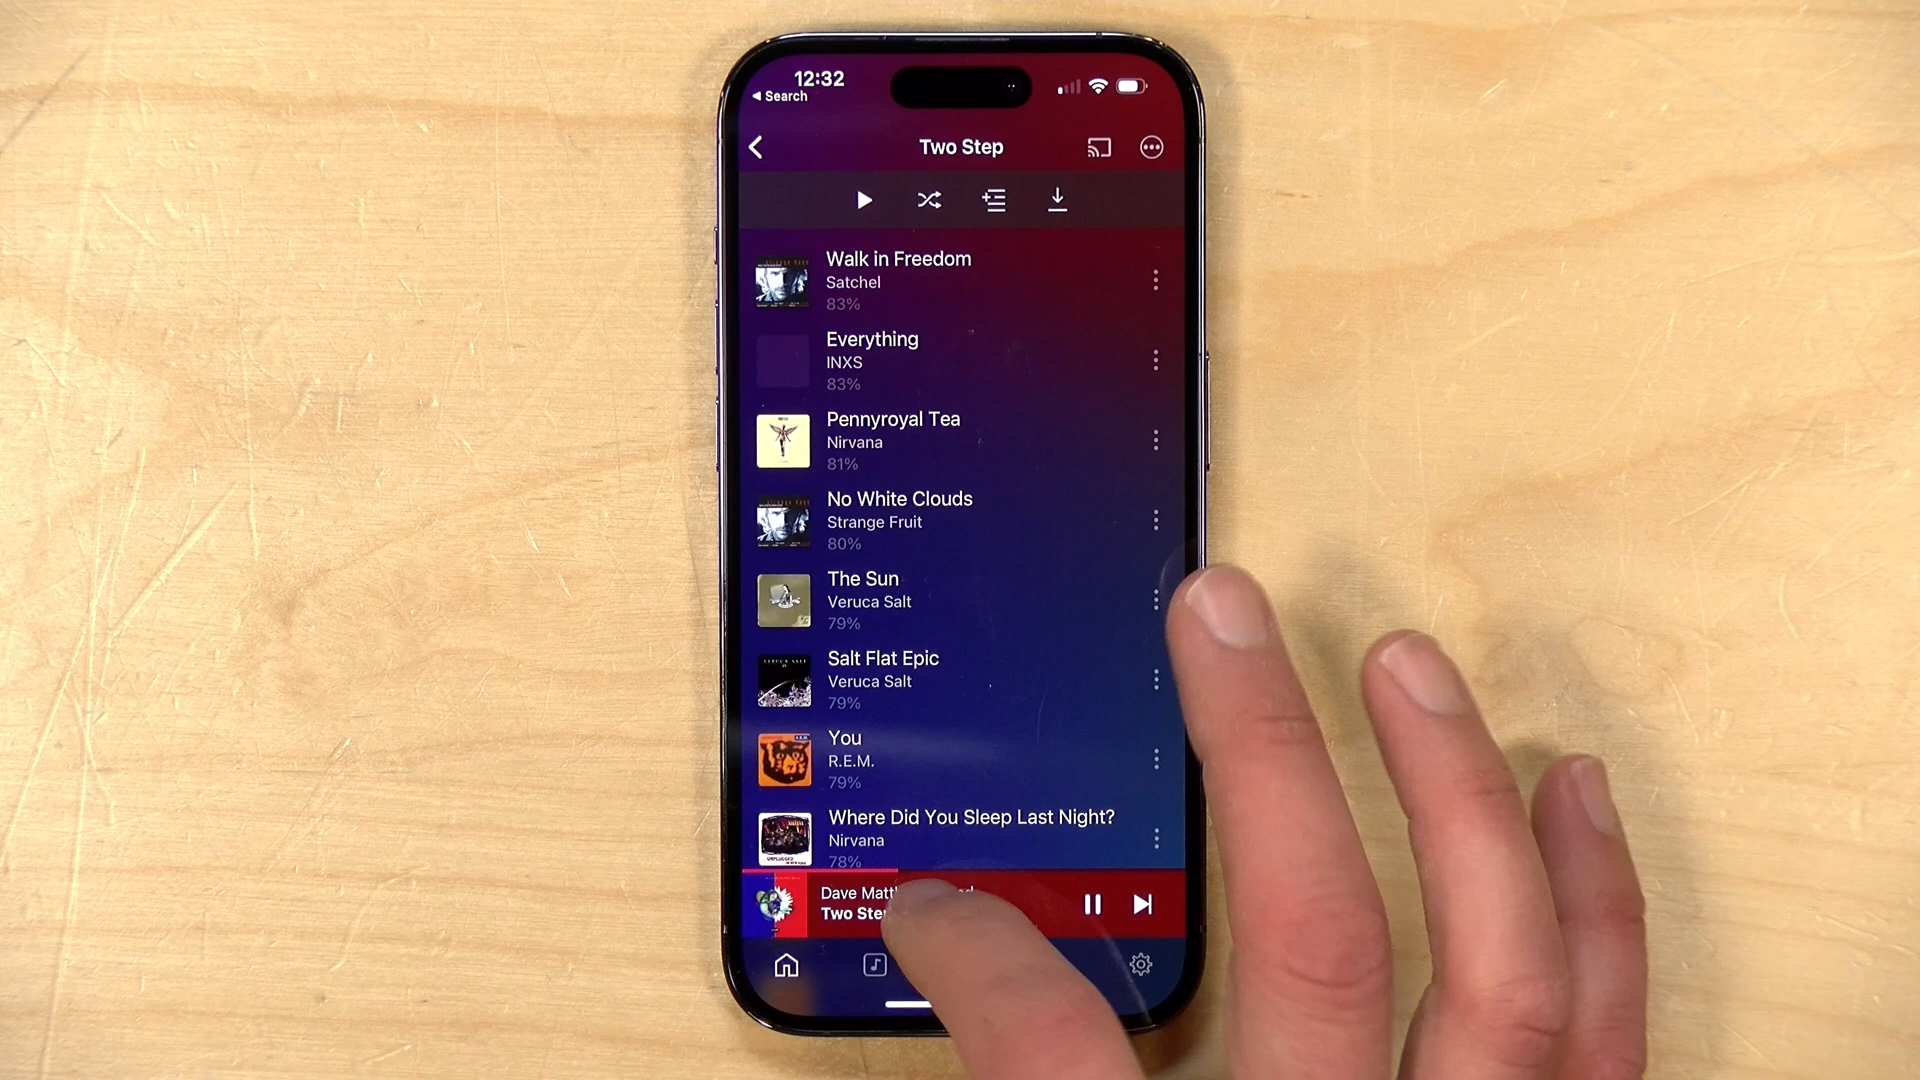 12:32
Search
Two Step
Walk in Freedom
Satchel
83%
Everything
INXS
83%
Pennyroyal Tea
Nirvana
81%
No White Clouds
Strange Fruit
80%
The Sun
Veruca Salt
79%
Salt Flat Epic
Veruca Salt
79%
You
R.E.M.
79%
Where Did You Sleep Last Night?
Nirvana
78%
Dave
Two